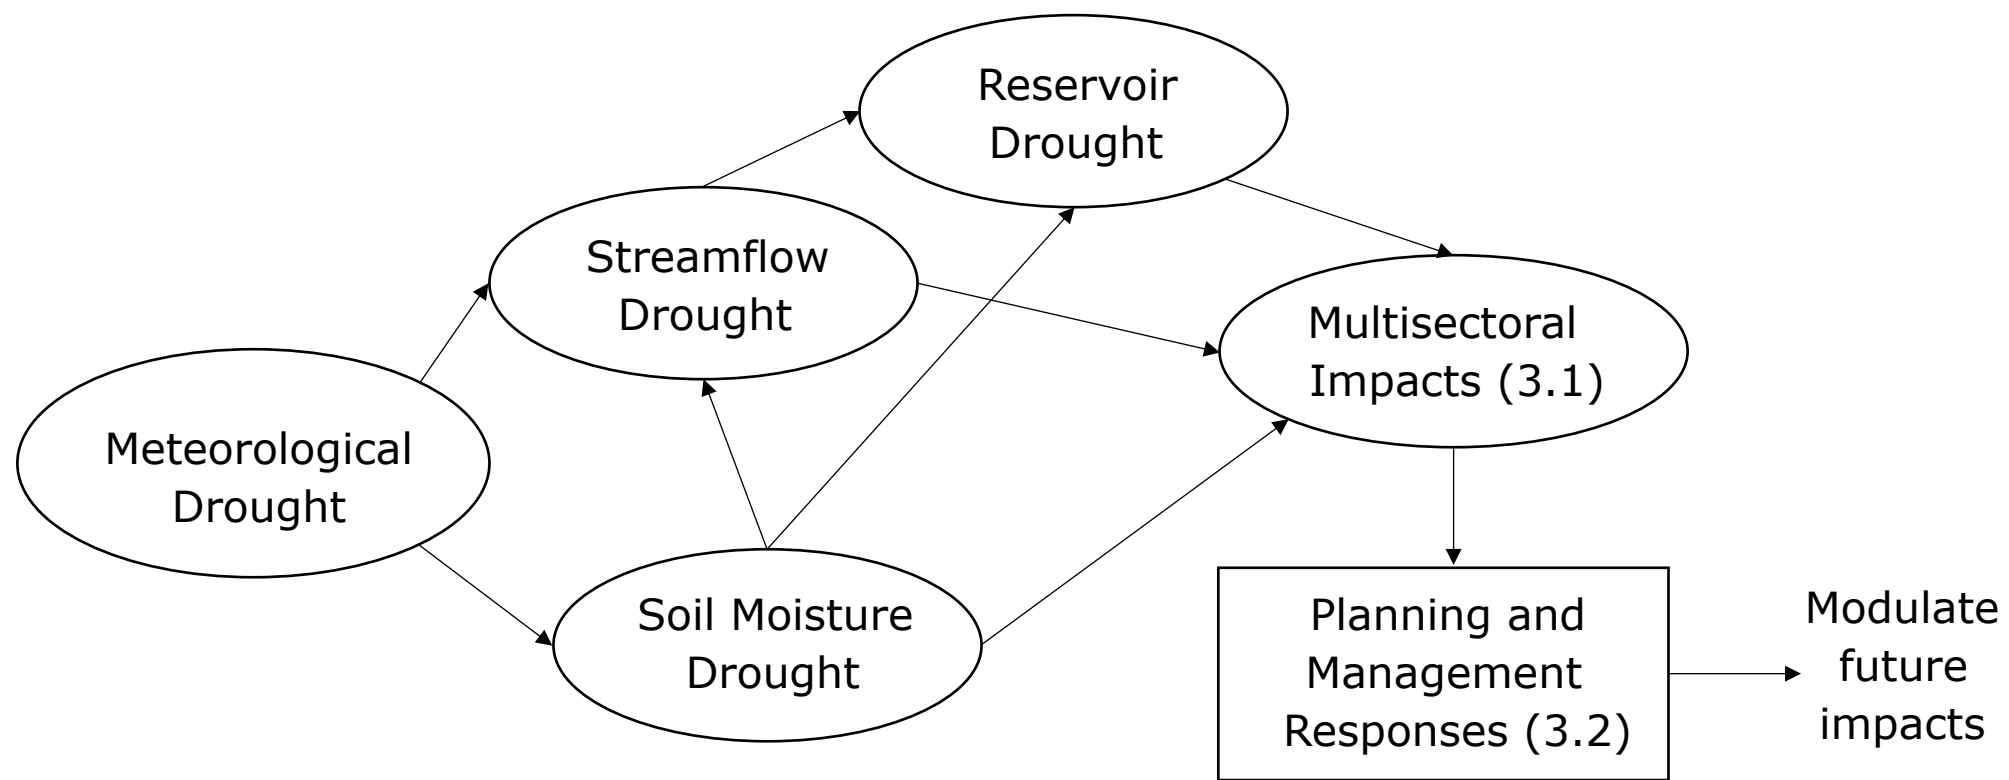 Reservoir
Drought
Streamflow
Drought
Multisectoral
Impacts (3.1)
Meteorological
Drought
Soil Moisture
Drought
Planning and
Management
Responses (3.2)
Modulate
future
impacts